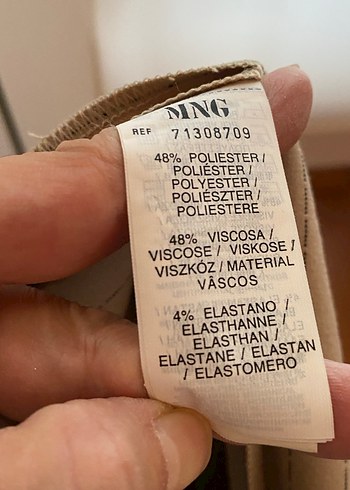 MNG
REF 71308709
48% POLIESTER /
POLIÉSTER /
POLYESTER /
POLIÉSZTER /
POLIESTERE
48% VISCOSA /
VISCOSE / VISKOSE /
VISZKÓZ / MATERIAL
VÂSCOS
4% ELASTANO /
ELASTHANNE /
ELASTHAN /
ELASTANE / ELASTAN
/ ELASTOMERO